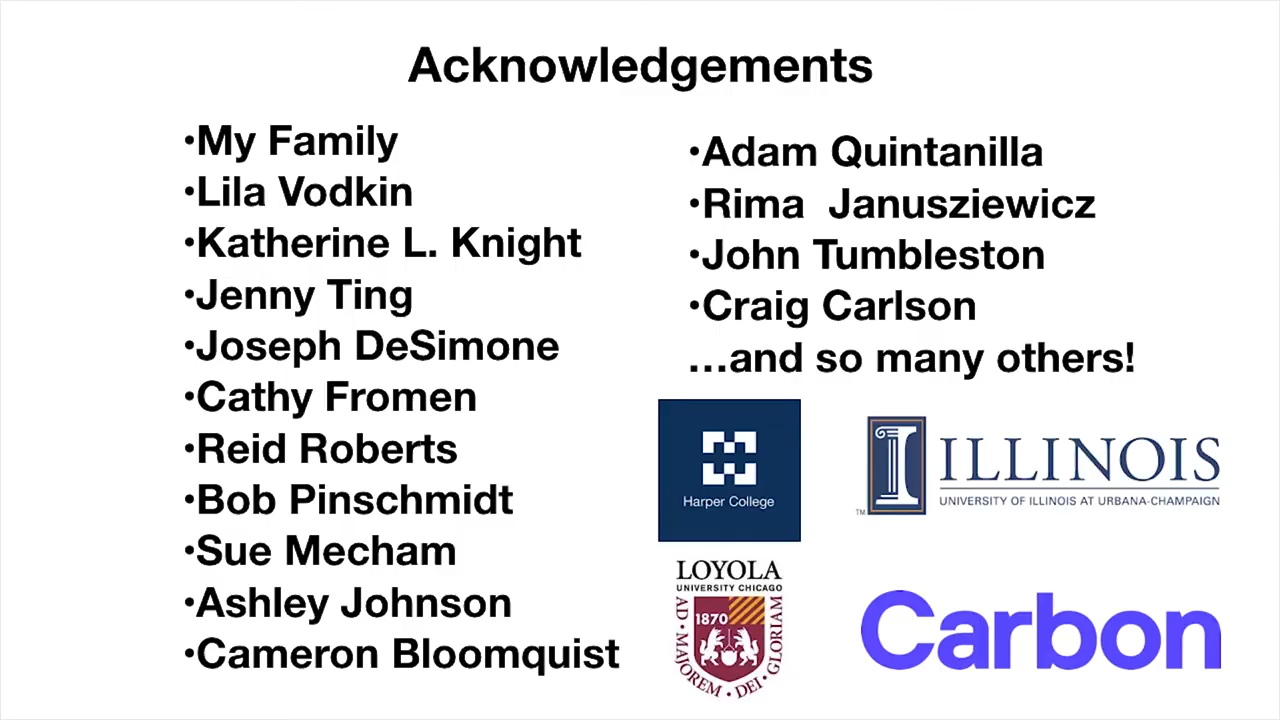 Acknowledgements
•My Family
•Lila Vodkin
•Katherine L. Knight
•Jenny Ting
•Joseph DeSimone
•Cathy Fromen
•Reid Roberts
•Bob Pinschmidt
•Sue Mecham
•Ashley Johnson
•Cameron Bloomquist
•Adam Quintanilla
•Rima  Janusziewicz
•John Tumbleston
•Craig Carlson
...and so many others!
Harper College
ILLINOIS
UNIVERSITY OF ILLINOIS AT URBANA-CHAMPAIGN
TM
LOYOLA
UNIVERSITY CHICAGO
1870
AD • MAJOREM • DEI • GLORIAM
Carbon